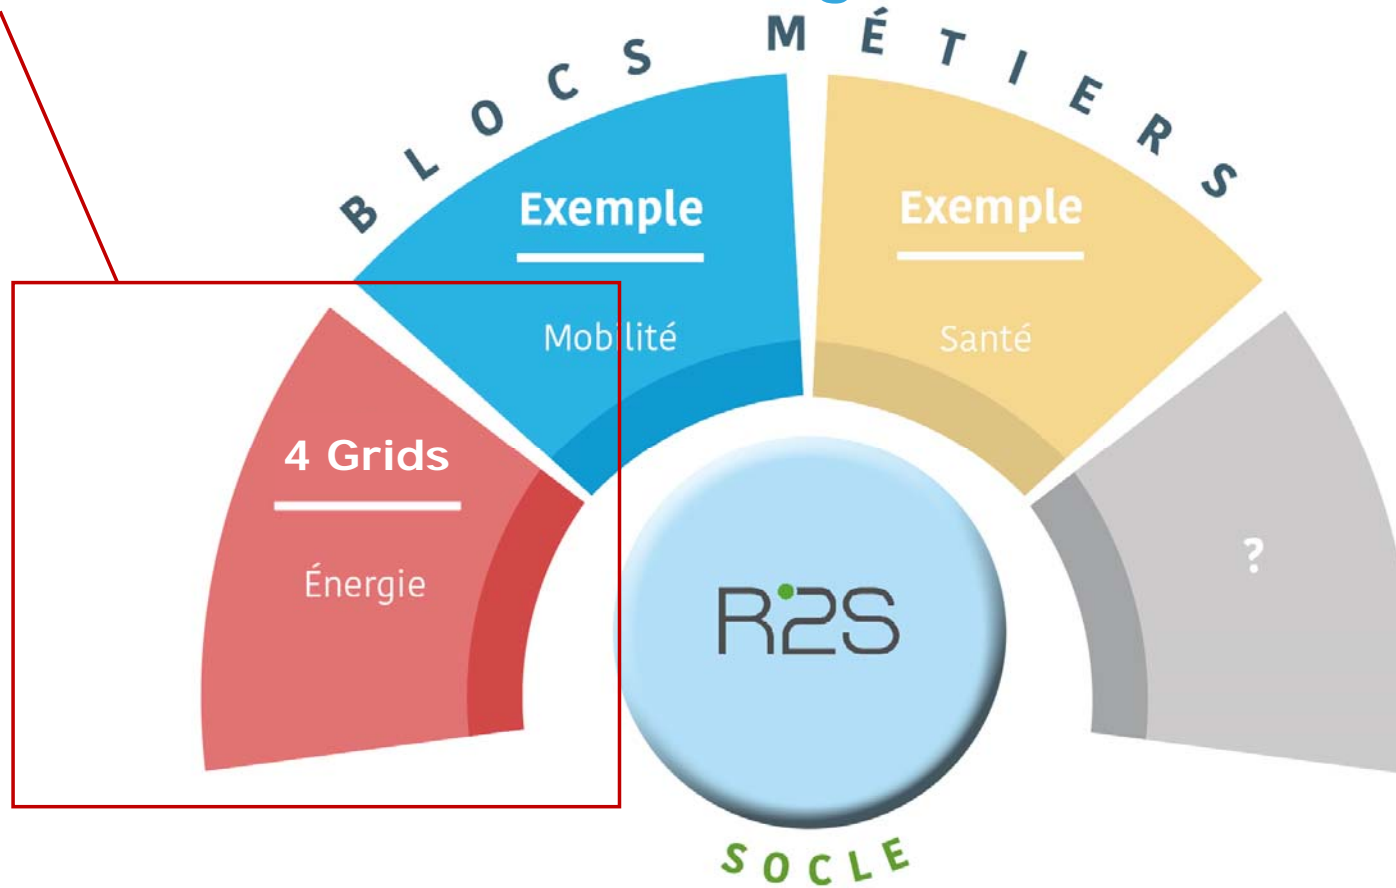 BLOCS MÉTIERS
Exemple
Mobilité
Exemple
Santé
4 Grids
Énergie
?
R2S
SOCLE